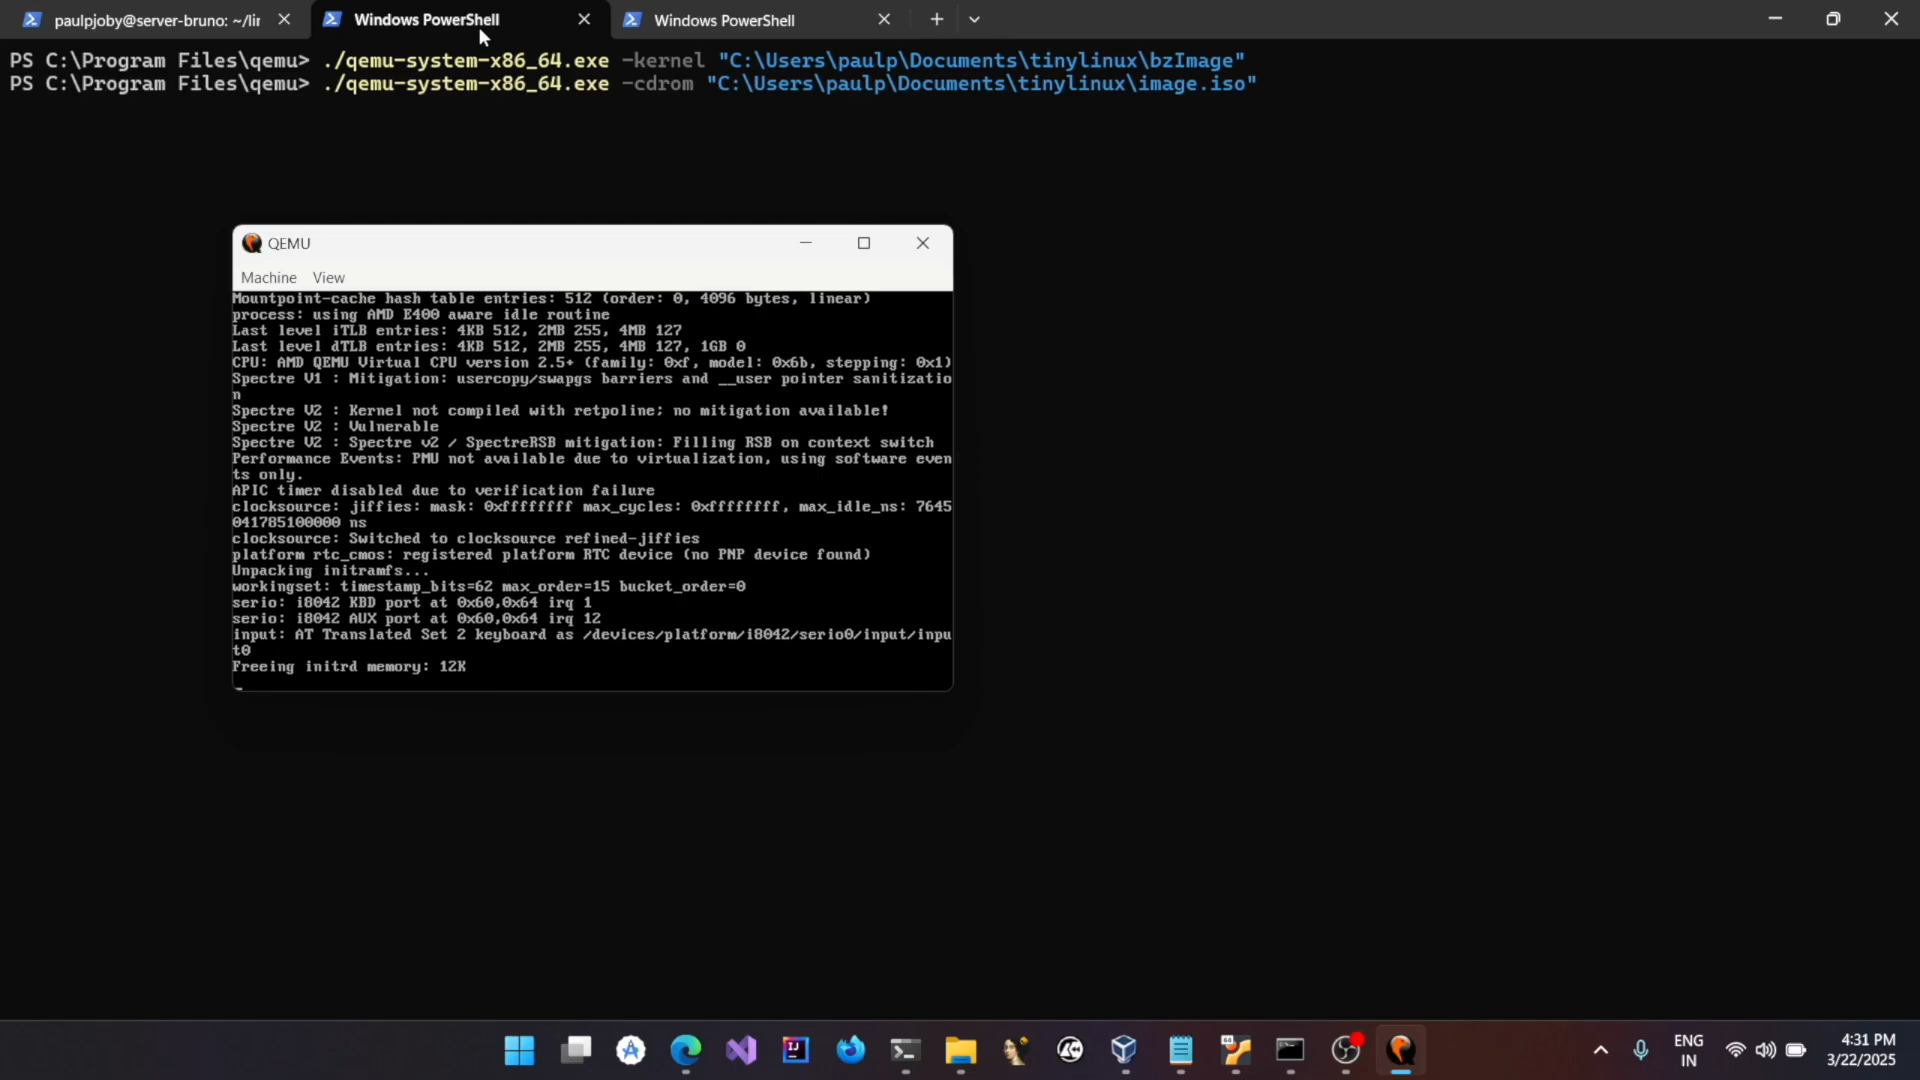 paulpjoby@server-bruno: ~/lir
Windows PowerShell
Windows PowerShell
PS C:\Program Files\qemu> ./qemu-system-x86_64.exe -kernel "C:\Users\paulp\Documents\tinylinux\bzImage"
PS C:\Program Files\qemu> ./qemu-system-x86_64.exe -cdrom "C:\Users\paulp\Documents\tinylinux\image.iso"
QEMU
Machine View
Mountpoint-cache hash table entries: 512 (order: 0, 4096 bytes, linear)
process: using AMD E400 aware idle routine
Last level iTLB entries: 4KB 512, 2MB 255, 4MB 127
Last level dTLB entries: 4KB 512, 2MB 255, 4MB 127, 1GB 0
CPU: AMD QEMU Virtual CPU version 2.5+ (family: 0xf, model: 0x6b, stepping: 0x1)
Spectre V1 : Mitigation: usercopy/swapgs barriers and __user pointer sanitizatio
n
Spectre V2 : Kernel not compiled with retpoline; no mitigation available!
Spectre V2 : Vulnerable
Spectre V2 : Spectre v2 / SpectreRSB mitigation: Filling RSB on context switch
Performance Events: PMU not available due to virtualization, using software even
ts only.
APIC timer disabled due to verification failure
clocksource: jiffies: mask: 0xffffffff max_cycles: 0xffffffff, max_idle_ns: 7645
041785100000 ns
clocksource: Switched to clocksource refined-jiffies
platform rtc_cmos: registered platform RTC device (no PNP device found)
Unpacking initramfs...
workingset: timestamp_bits=62 max_order=15 bucket_order=0
serio: i8042 KBD port at 0x60,0x64 irq 1
serio: i8042 AUX port at 0x60,0x64 irq 12
input: AT Translated Set 2 keyboard as /devices/platform/i8042/serio0/input/inpu
t0
Freeing initrd memory: 12K
ENG
IN
4:31 PM
3/22/2025